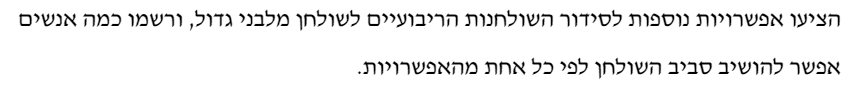 הציעו אפשרויות נוספות לסידור השולחנות הריבועיים לשולחן מלבני גדול, ורשמו כמה אנשים
אפשר להושיב סביב השולחן לפי כל אחת מהאפשרויות.